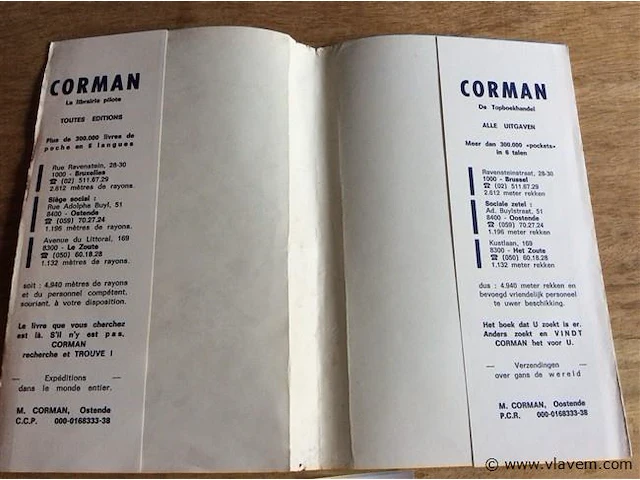 CORMAN
La librairie pilote
TOUTES EDITIONS
Plus de 300.000 livres de
poche en 6 langues
Rue Ravenstein, 28-30
1000 - Bruxelles
☎ (02) 511.67.29
2.612 mètres de rayons.
Siège social :
Rue Adolphe Buyl, 51
8400 - Ostende
☎ (059) 70.27.24
1.196 mètres de rayons.
Avenue du Littoral, 169
8300 - Le Zoute
☎ (050) 60.18.28
1.132 mètres de rayons.
soit : 4.940 mètres de rayons
et du personnel compétent,
souriant, à votre disposition.
Le livre que vous cherchez
est là. S'il n'y est pas,
CORMAN
recherche et TROUVE !
— Expéditions —
dans le monde entier.
M. CORMAN, Ostende
C.C.P. 000-0168333-38
CORMAN
De Topboekhandel
ALLE UITGAVEN
Meer dan 300.000 «pockets»
in 6 talen
Ravensteinstraat, 28-30
1000 - Brussel
☎ (02) 511.67.29
2.612 meter rekken
Sociale zetel :
Ad. Buylstraat, 51
8400 - Oostende
☎ (059) 70.27.24
1.196 meter rekken
Kustlaan, 169
8300 - Het Zoute
☎ (050) 60.18.28
1.132 meter rekken
dus : 4.940 meter rekken en
bevoegd vriendelijk personeel
te uwer beschikking.
Het boek dat U zoekt is er.
Anders zoekt en VINDT
CORMAN het voor U.
— Verzendingen —
over gans de wereld
M. CORMAN, Oostende
P.C.R. 000-0168333-38
© www.vlavem.com